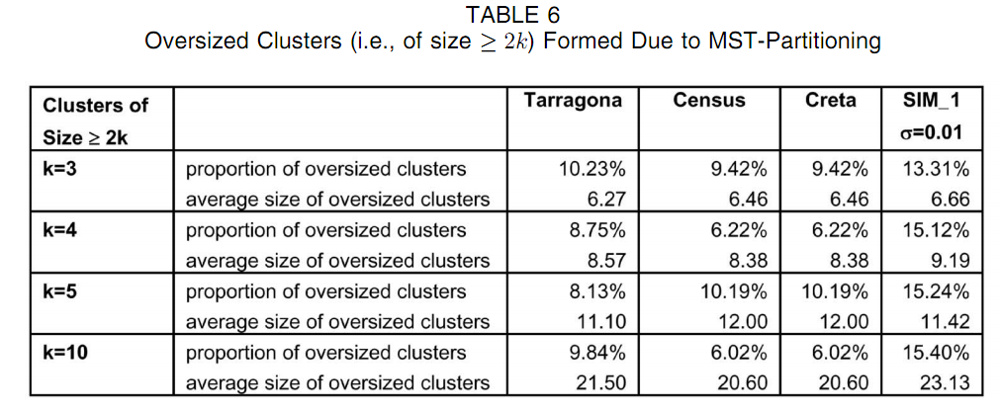 TABLE 6
Oversized Clusters (i.e., of size ≥ 2k) Formed Due to MST-Partitioning
Clusters of Size ≥ 2k Tarragona Census Creta SIM_1 σ=0.01
k=3 proportion of oversized clusters 10.23% 9.42% 9.42% 13.31%
average size of oversized clusters 6.27 6.46 6.46 6.66
k=4 proportion of oversized clusters 8.75% 6.22% 6.22% 15.12%
average size of oversized clusters 8.57 8.38 8.38 9.19
k=5 proportion of oversized clusters 8.13% 10.19% 10.19% 15.24%
average size of oversized clusters 11.10 12.00 12.00 11.42
k=10 proportion of oversized clusters 9.84% 6.02% 6.02% 15.40%
average size of oversized clusters 21.50 20.60 20.60 23.13